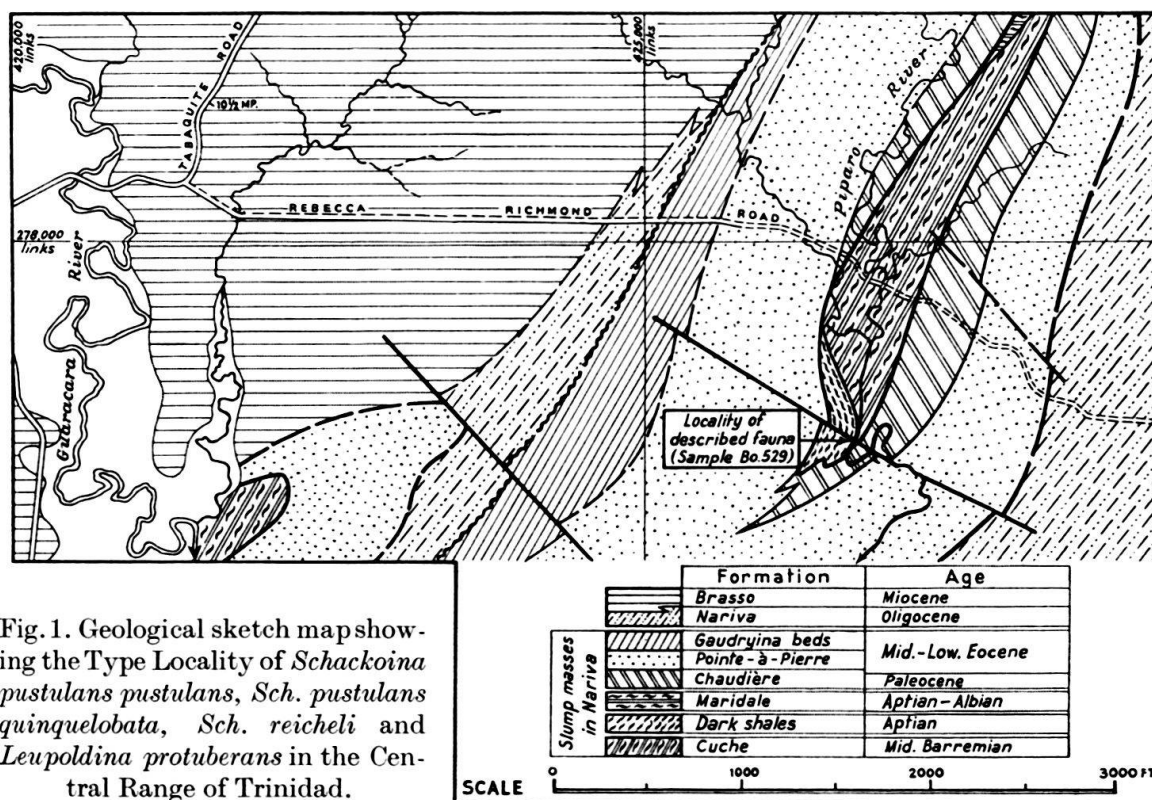 420,000
links
TABAQUITE ROAD
10½ MP.
425,000
links
Piparo River
REBECCA RICHMOND ROAD
278,000
links
Guaracara River
Locality of
described fauna
(Sample Bo.529)
Fig. 1. Geological sketch map show-
ing the Type Locality of Schackoina
pustulans pustulans, Sch. pustulans
quinquelobata, Sch. reicheli and
Leupoldina protuberans in the Cen-
tral Range of Trinidad.
Formation Age
Brasso Miocene
Nariva Oligocene
Slump masses
in Nariva
Gaudryina beds Mid.-Low. Eocene
Pointe-à-Pierre
Chaudière Paleocene
Maridale Aptian-Albian
Dark shales Aptian
Cuche Mid. Barremian
SCALE 0 1000 2000 3000 FT